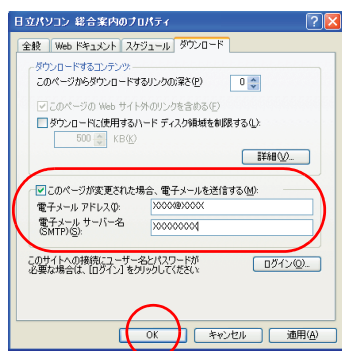 日立パソコン 総合案内のプロパティ
全般 Web ドキュメント スケジュール ダウンロード
ダウンロードするコンテンツ
このページからダウンロードするリンクの深さ(P) 0
このページの Web サイト外のリンクを含める(F)
ダウンロードに使用するハード ディスク領域を制限する(L):
500 KB(K)
詳細(V)...
このページが変更された場合、電子メールを送信する(M):
電子メール アドレス(I): XXXX@XXXX
電子メール サーバー名 XXXXXXXX
(SMTP)(S):
このサイトへの接続にユーザー名とパスワードが
必要な場合は、[ログイン] をクリックしてください: ログイン(O)...
OK キャンセル 適用(A)